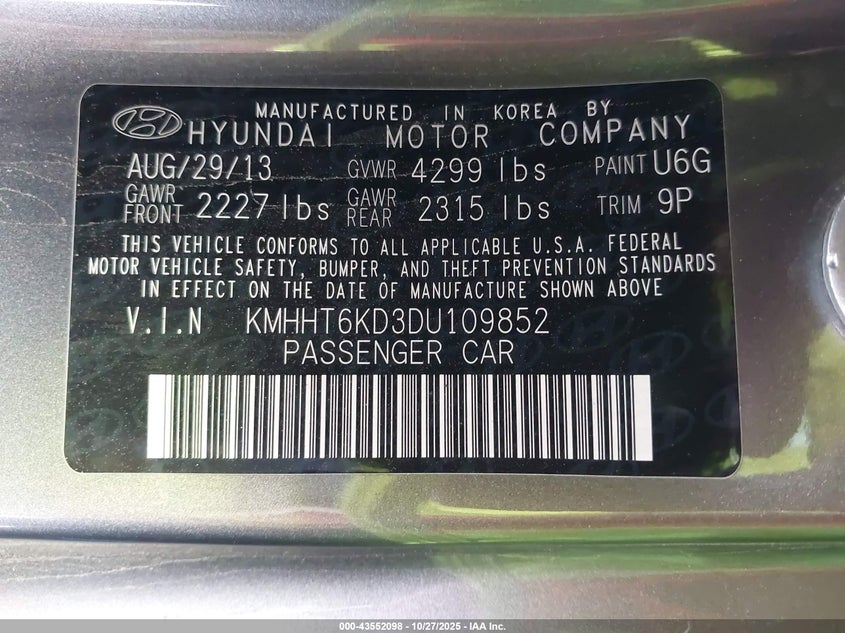 MANUFACTURED IN KOREA BY
HYUNDAI MOTOR COMPANY
AUG/29/13 GVWR 4299 lbs PAINT U6G
GAWR FRONT 2227 lbs GAWR REAR 2315 lbs TRIM 9P
THIS VEHICLE CONFORMS TO ALL APPLICABLE U.S.A. FEDERAL
MOTOR VEHICLE SAFETY, BUMPER, AND THEFT PREVENTION STANDARDS
IN EFFECT ON THE DATE OF MANUFACTURE SHOWN ABOVE
V.I.N KMHHT6KD3DU109852
PASSENGER CAR
000-43552098 - 10/27/2025 - IAA Inc.